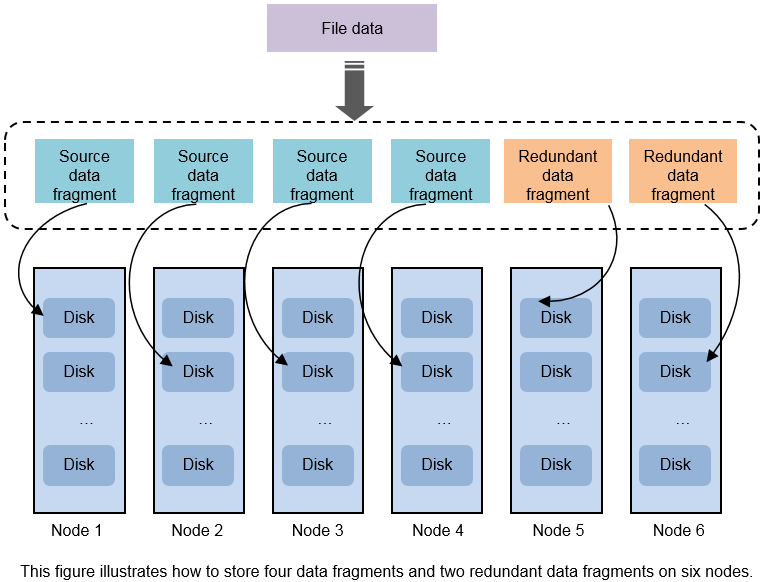 File data
Source
data
fragment
Source
data
fragment
Source
data
fragment
Source
data
fragment
Redundant
data
fragment
Redundant
data
fragment
Disk
Disk
Disk
Disk
Disk
Disk
Disk
Disk
Disk
Disk
Disk
Disk
...
...
...
...
...
...
Disk
Disk
Disk
Disk
Disk
Disk
Node 1
Node 2
Node 3
Node 4
Node 5
Node 6
This figure illustrates how to store four data fragments and two redundant data fragments on six nodes.